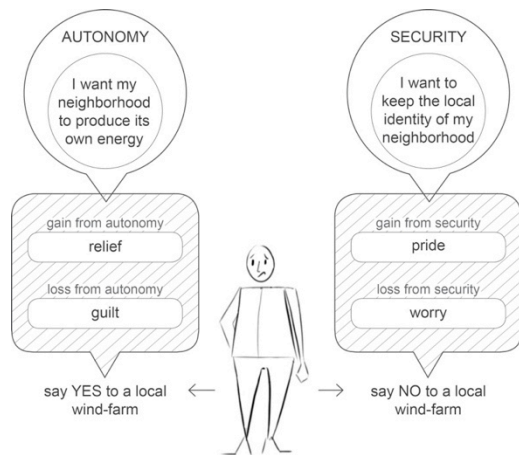 AUTONOMY
I want my
neighborhood
to produce its
own energy
gain from autonomy
relief
loss from autonomy
guilt
say YES to a local
wind-farm
SECURITY
I want to
keep the local
identity of my
neighborhood
gain from security
pride
loss from security
worry
say NO to a local
wind-farm